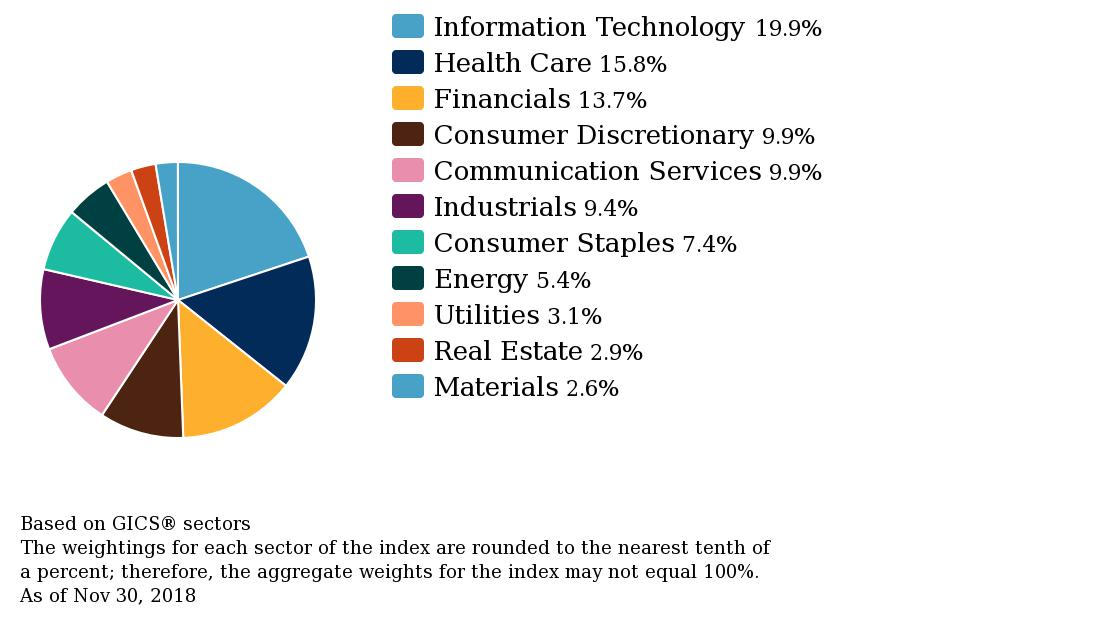 Information Technology 19.9%
Health Care 15.8%
Financials 13.7%
Consumer Discretionary 9.9%
Communication Services 9.9%
Industrials 9.4%
Consumer Staples 7.4%
Energy 5.4%
Utilities 3.1%
Real Estate 2.9%
Materials 2.6%
Based on GICS® sectors
The weightings for each sector of the index are rounded to the nearest tenth of
a percent; therefore, the aggregate weights for the index may not equal 100%.
As of Nov 30, 2018